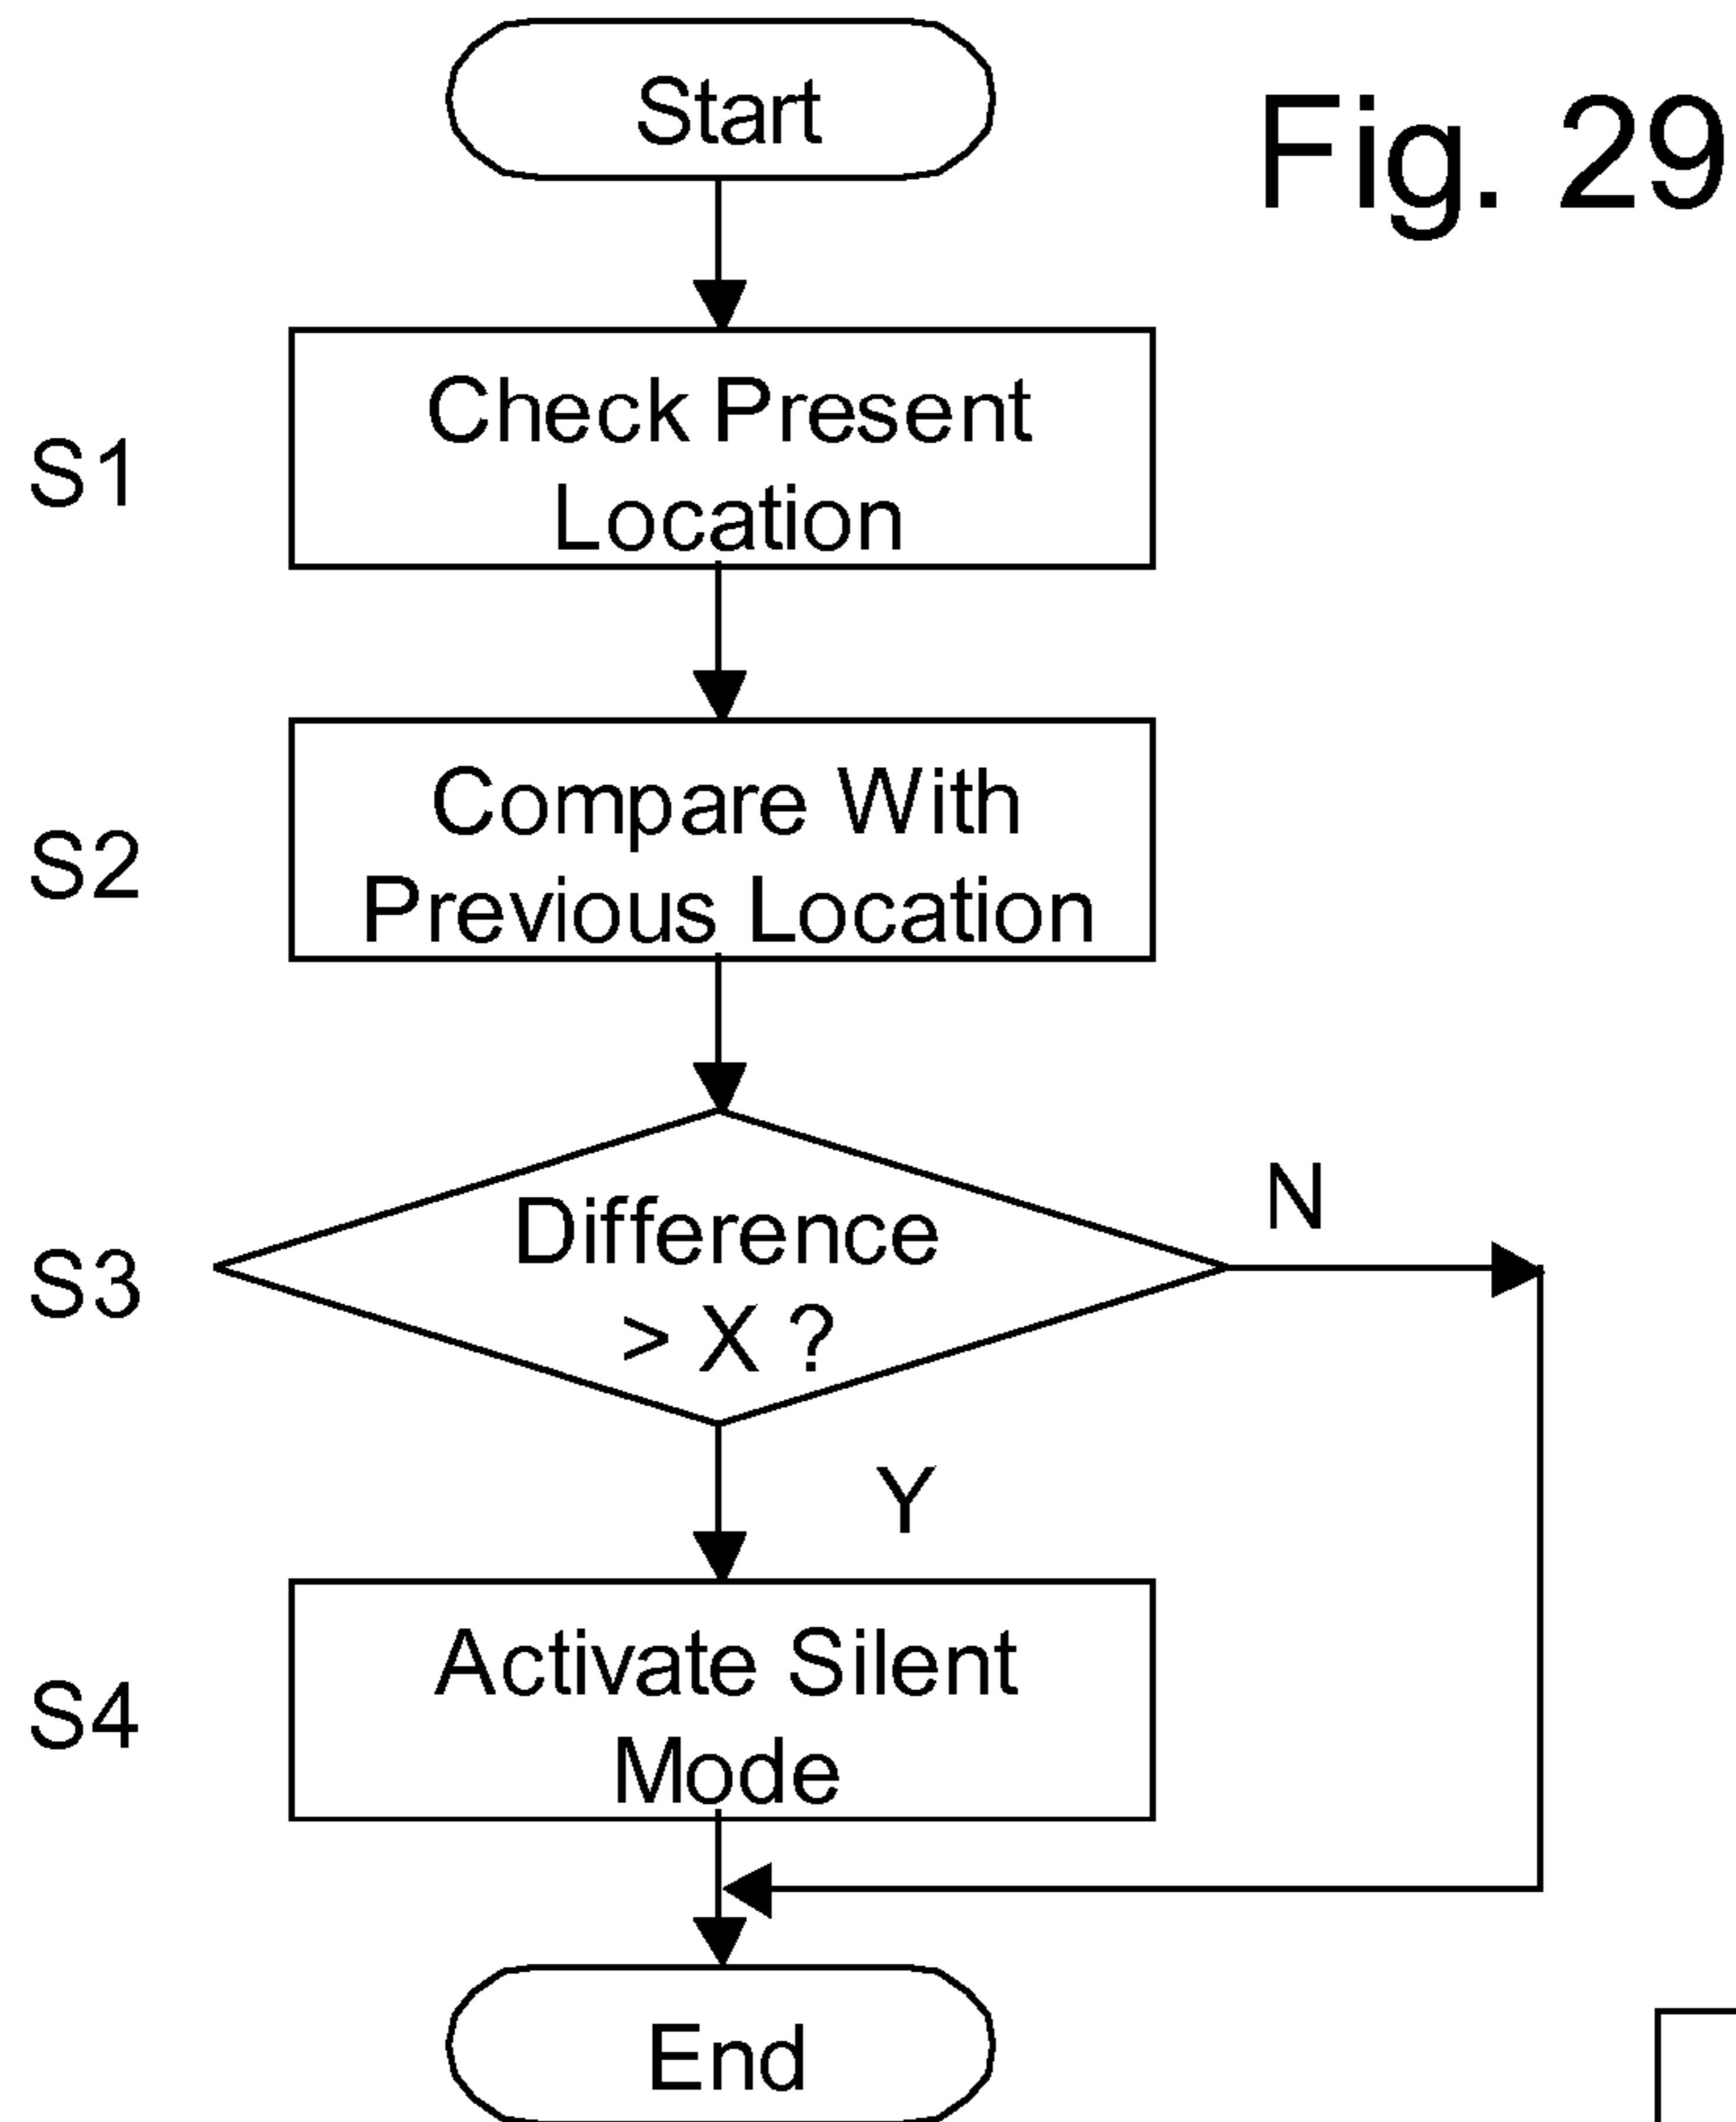 Start
Fig. 29
S1
Check Present
Location
S2
Compare With
Previous Location
S3
Difference
> X ?
N
Y
S4
Activate Silent
Mode
End